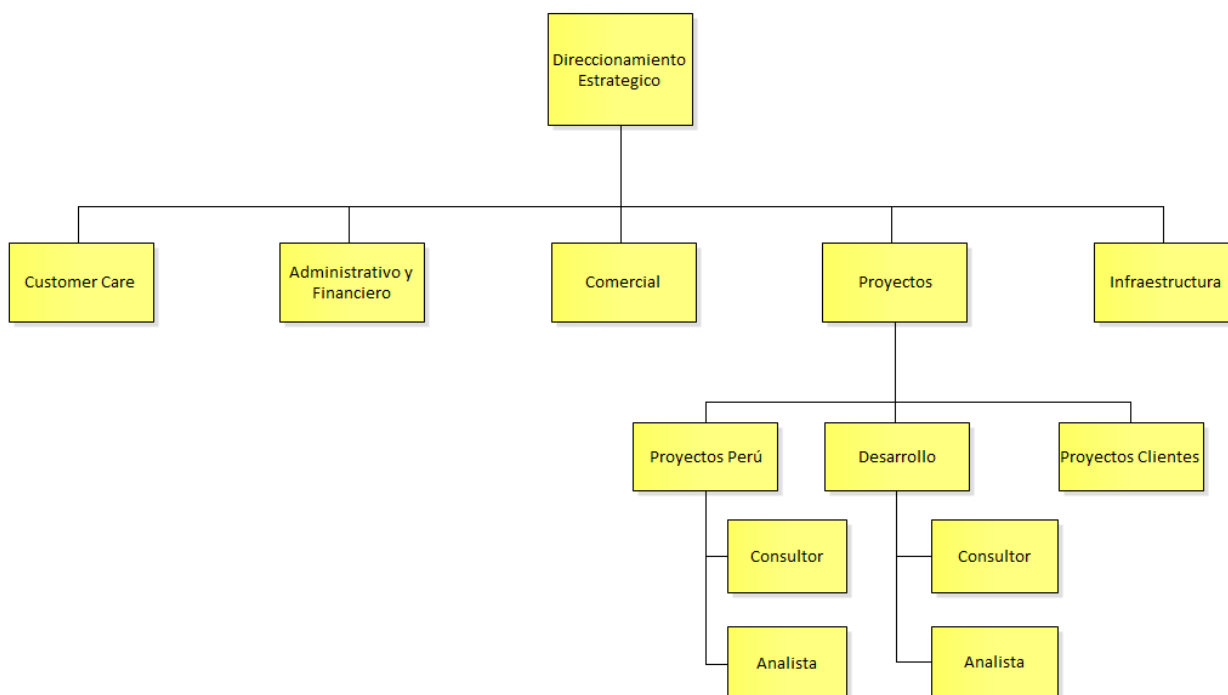 Direccionamiento
Estrategico
Customer Care
Administrativo y
Financiero
Comercial
Proyectos
Infraestructura
Proyectos Perú
Desarrollo
Proyectos Clientes
Consultor
Consultor
Analista
Analista